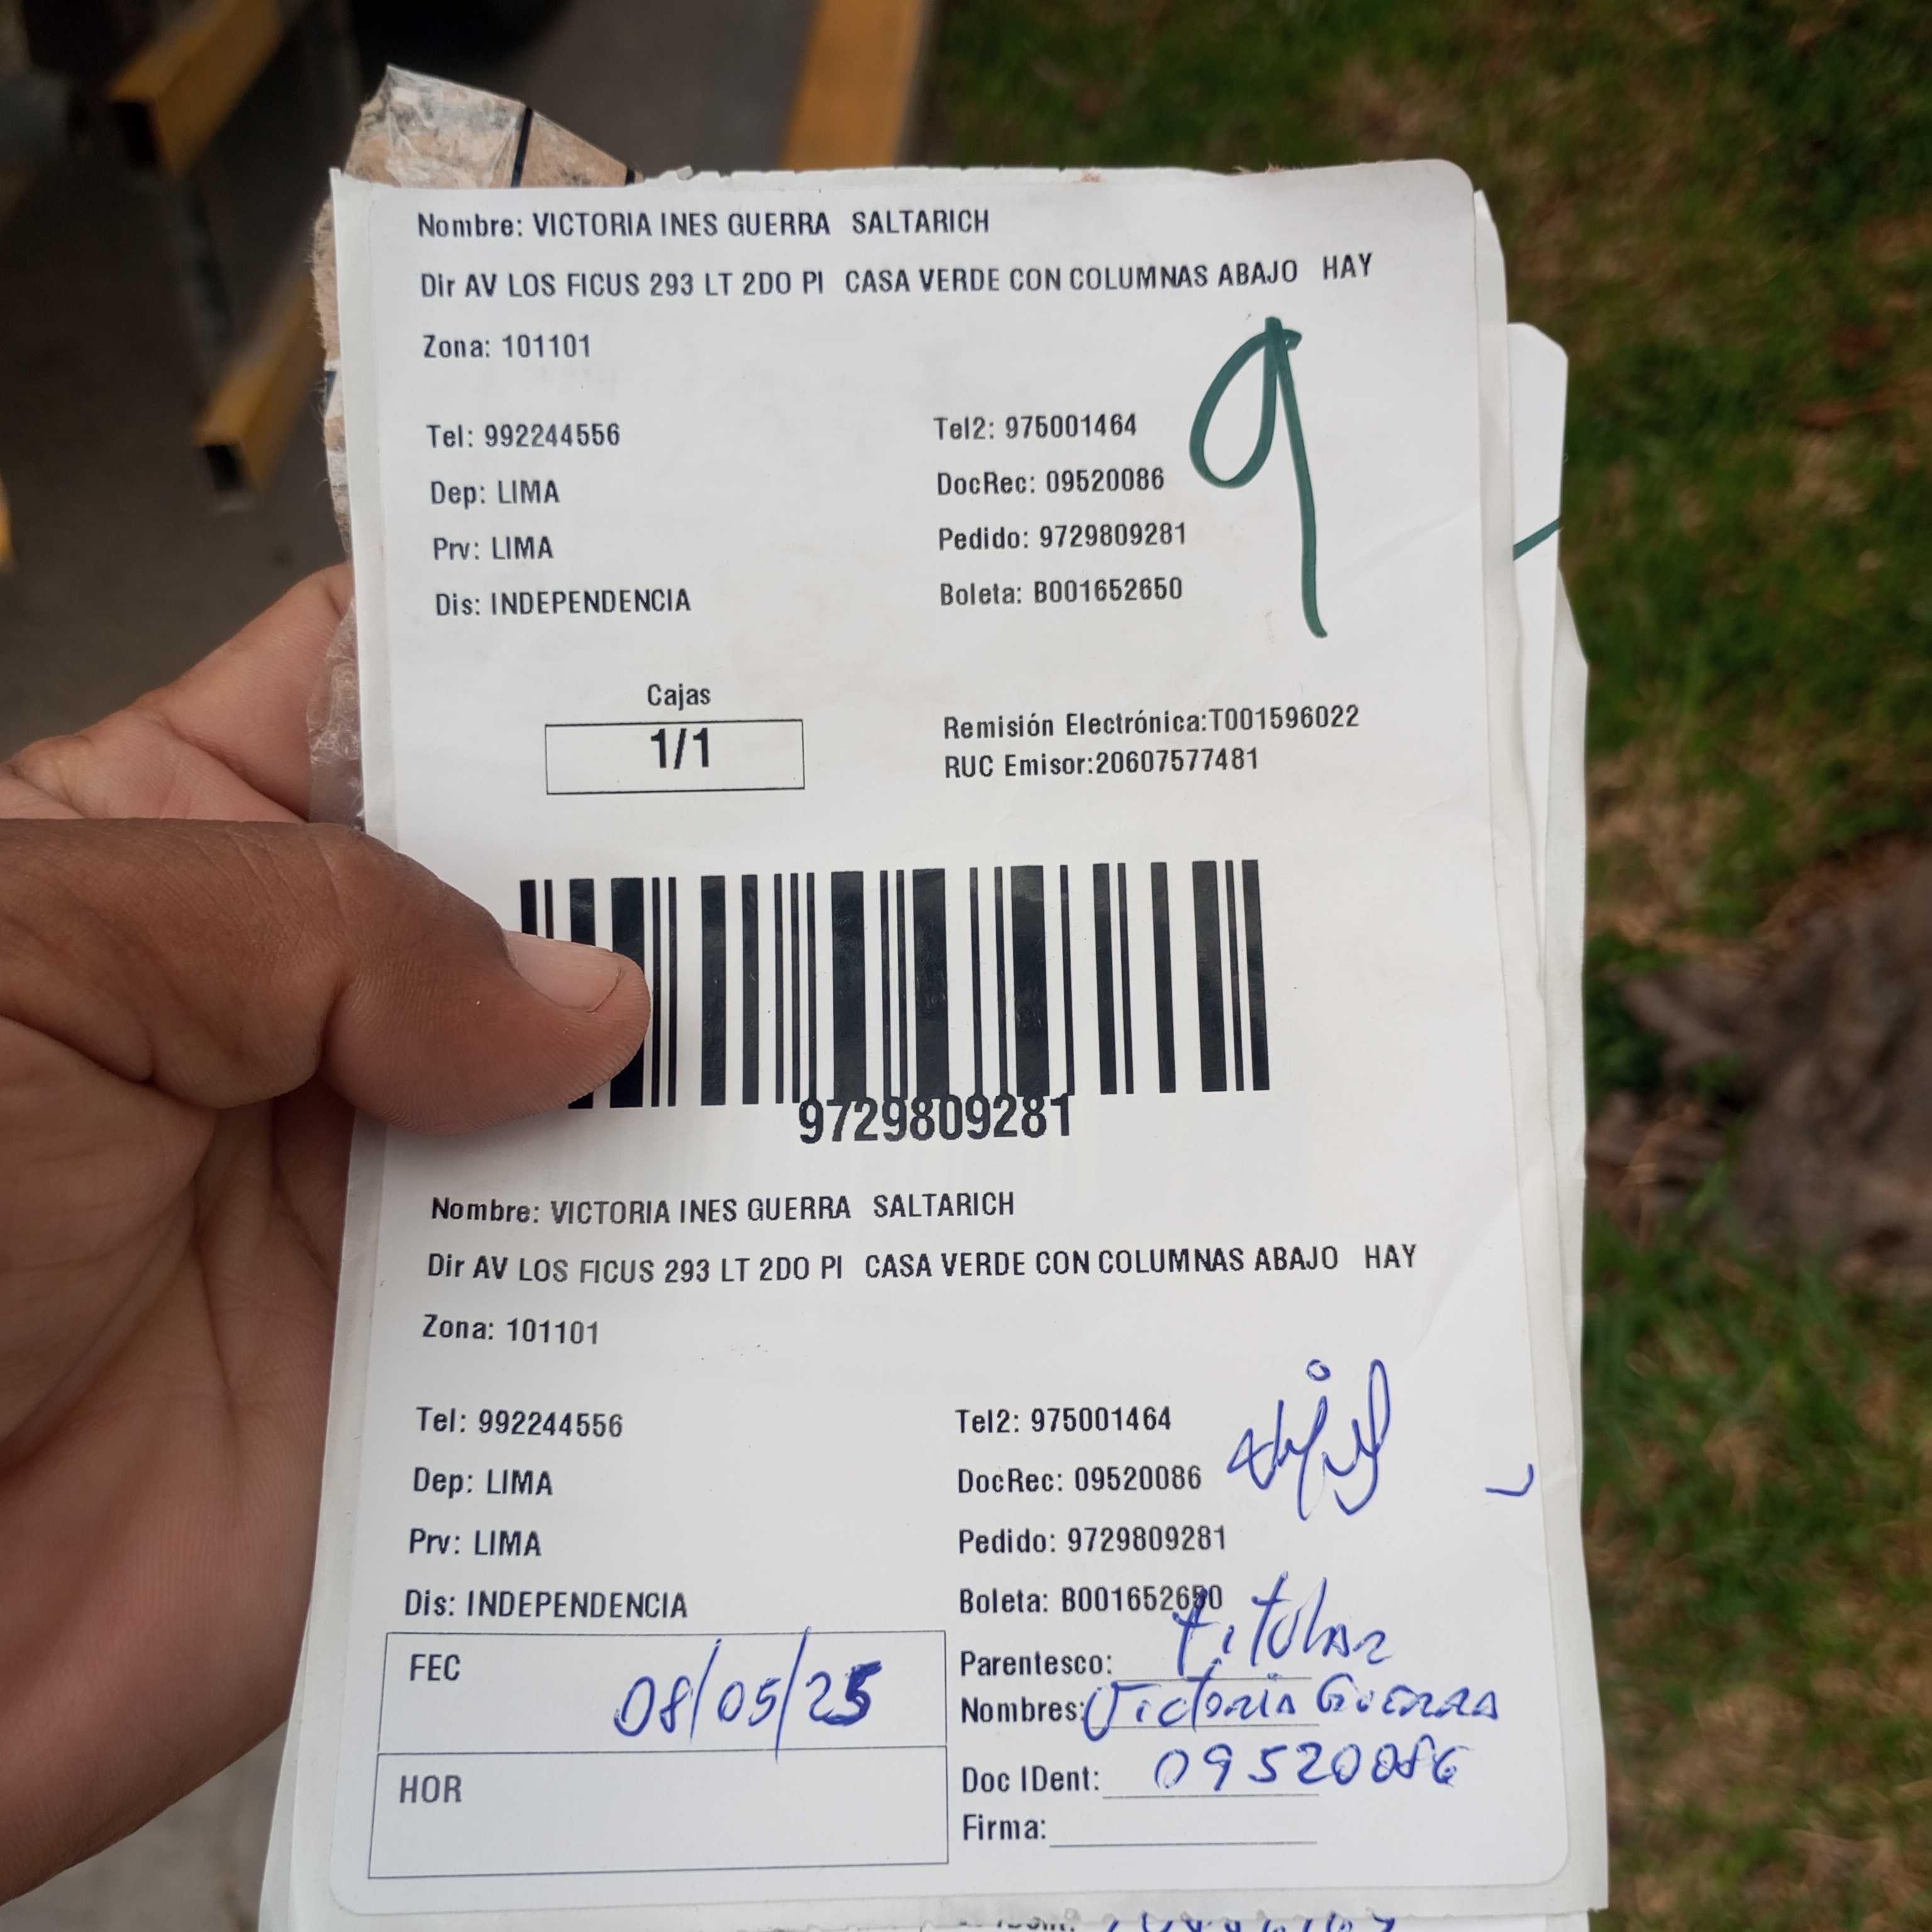 Nombre: VICTORIA INES GUERRA SALTARICH
Dir AV LOS FICUS 293 LT 2DO PI CASA VERDE CON COLUMNAS ABAJO HAY
Zona: 101101
9
Tel: 992244556 Tel2: 975001464
Dep: LIMA DocRec: 09520086
Prv: LIMA Pedido: 9729809281
Dis: INDEPENDENCIA Boleta: B001652650
Cajas
1/1
Remisión Electrónica:T001596022
RUC Emisor:20607577481
9729809281
Nombre: VICTORIA INES GUERRA SALTARICH
Dir AV LOS FICUS 293 LT 2DO PI CASA VERDE CON COLUMNAS ABAJO HAY
Zona: 101101
Tel: 992244556 Tel2: 975001464
Dep: LIMA DocRec: 09520086
Prv: LIMA Pedido: 9729809281
Dis: INDEPENDENCIA Boleta: B001652650
FEC 08/05/25
HOR
Parentesco: titular
Nombres: Victoria Guerra
Doc IDent: 09520086
Firma: